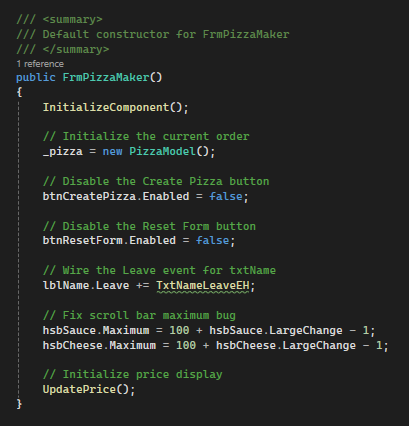 /// <summary>
/// Default constructor for FrmPizzaMaker
/// </summary>
1 reference
public FrmPizzaMaker()
{
InitializeComponent();
// Initialize the current order
_pizza = new PizzaModel();
// Disable the Create Pizza button
btnCreatePizza.Enabled = false;
// Disable the Reset Form button
btnResetForm.Enabled = false;
// Wire the Leave event for txtName
lblName.Leave += TxtNameLeaveEH;
// Fix scroll bar maximum bug
hsbSauce.Maximum = 100 + hsbSauce.LargeChange - 1;
hsbCheese.Maximum = 100 + hsbCheese.LargeChange - 1;
// Initialize price display
UpdatePrice();
}